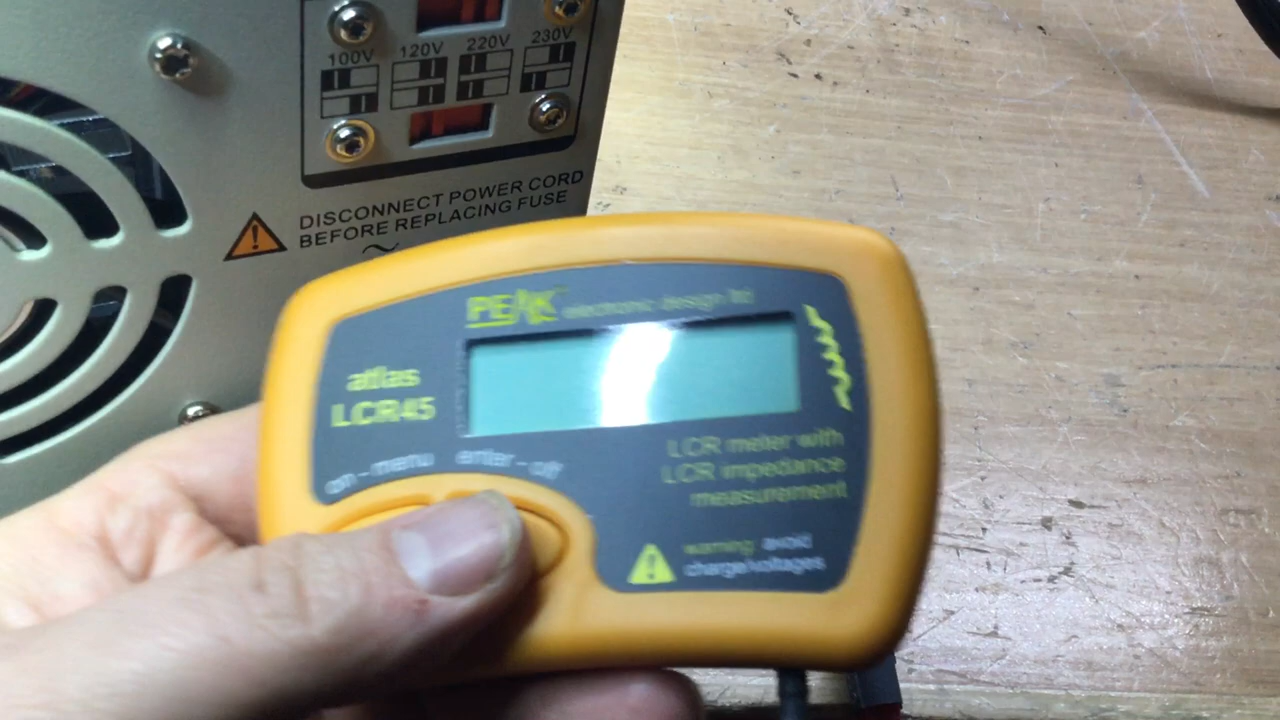 100V 120V 220V 230V
DISCONNECT POWER CORD
BEFORE REPLACING FUSE
PEAK electronic design ltd
atlas
LCR45
on - menu enter - off
LCR meter with
LCR impedance
measurement
warning avoid
charge/voltages